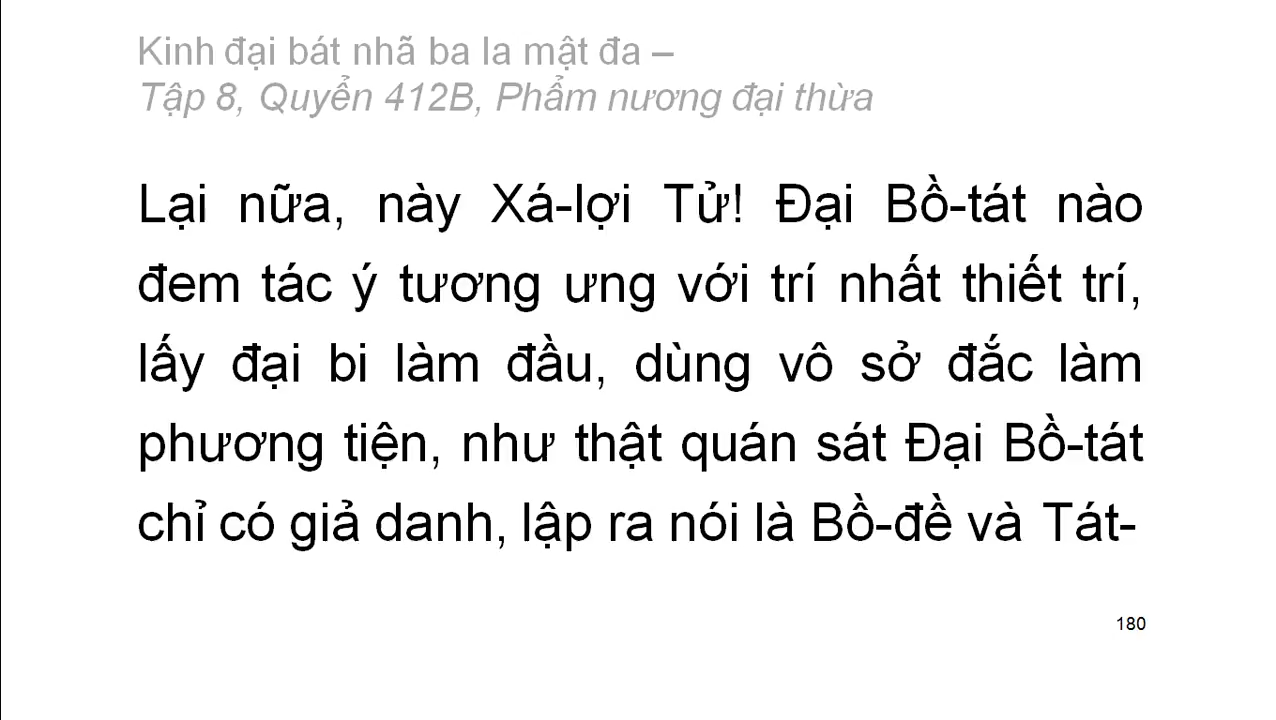 Kinh đại bát nhã ba la mật đa –
Tập 8, Quyển 412B, Phẩm nương đại thừa
Lại nữa, này Xá-lợi Tử! Đại Bồ-tát nào
đem tác ý tương ưng với trí nhất thiết trí,
lấy đại bi làm đầu, dùng vô sở đắc làm
phương tiện, như thật quán sát Đại Bồ-tát
chỉ có giả danh, lập ra nói là Bồ-đề và Tát-
180